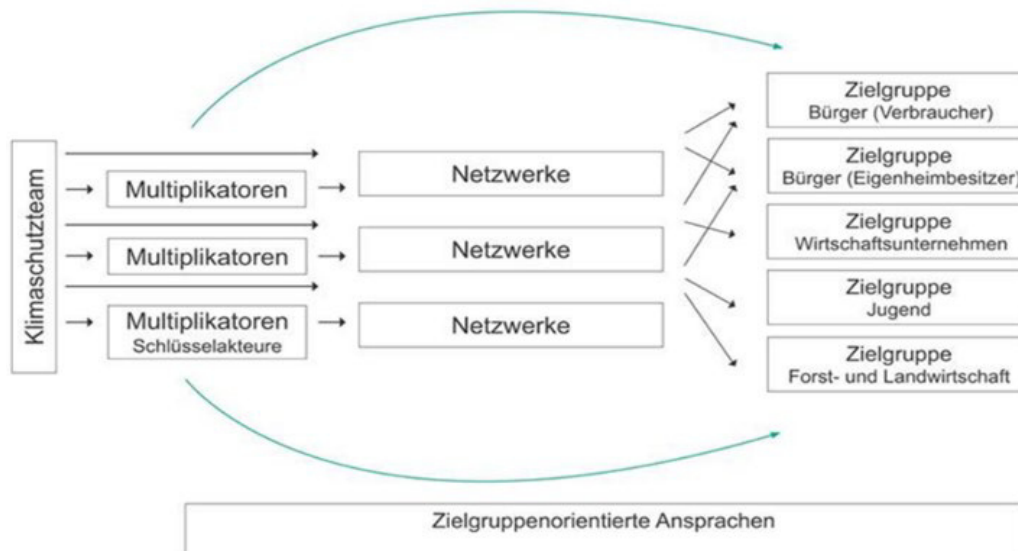 Klimaschutzteam
Multiplikatoren
Multiplikatoren
Multiplikatoren
Schlüsselakteure
Netzwerke
Netzwerke
Netzwerke
Zielgruppe
Bürger (Verbraucher)
Zielgruppe
Bürger (Eigenheimbesitzer)
Zielgruppe
Wirtschaftsunternehmen
Zielgruppe
Jugend
Zielgruppe
Forst- und Landwirtschaft
Zielgruppenorientierte Ansprachen